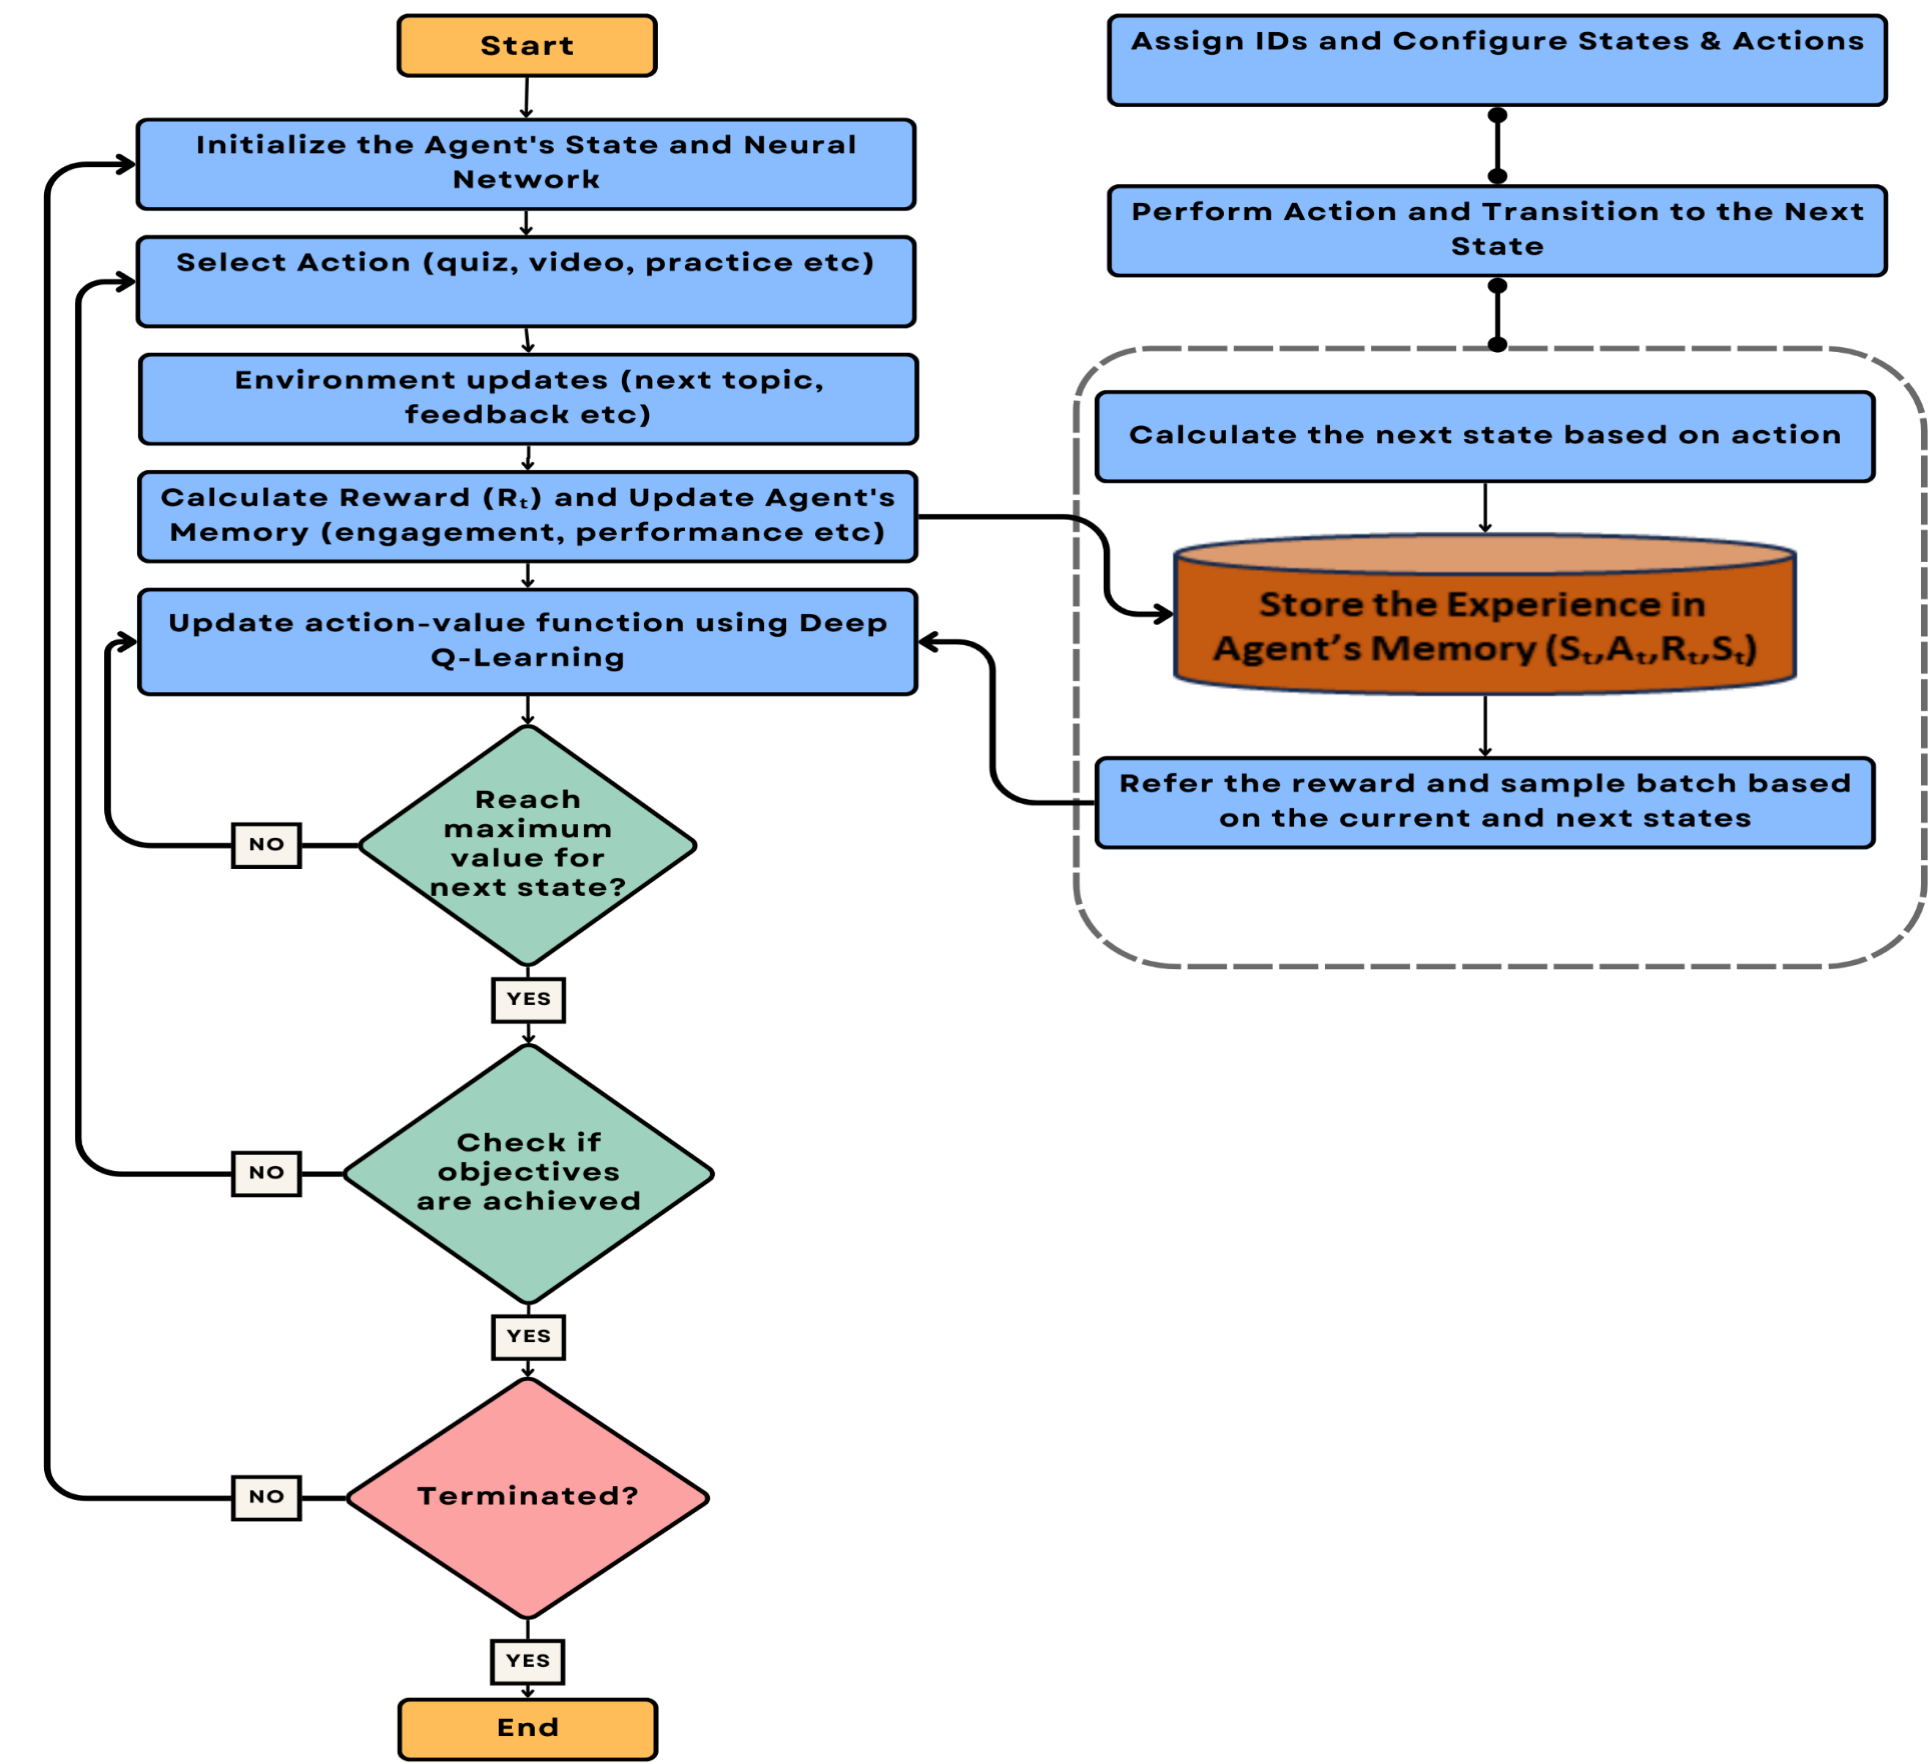 Start
Initialize the Agent's State and Neural
Network
Select Action (quiz, video, practice etc)
Environment updates (next topic,
feedback etc)
Calculate Reward (Rₜ) and Update Agent's
Memory (engagement, performance etc)
Update action-value function using Deep
Q-Learning
Reach
maximum
value for
next state?
NO
YES
Check if
objectives
are achieved
NO
YES
Terminated?
NO
YES
End
Assign IDs and Configure States & Actions
Perform Action and Transition to the Next
State
Calculate the next state based on action
Store the Experience in
Agent’s Memory (Sₜ,Aₜ,Rₜ,Sₜ)
Refer the reward and sample batch based
on the current and next states